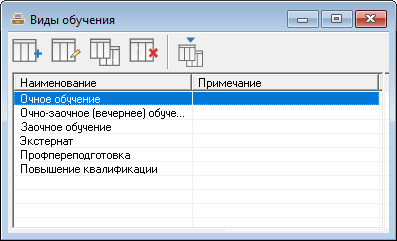 Виды обучения
Наименование Примечание
Очное обучение
Очно-заочное (вечернее) обуче...
Заочное обучение
Экстернат
Профпереподготовка
Повышение квалификации